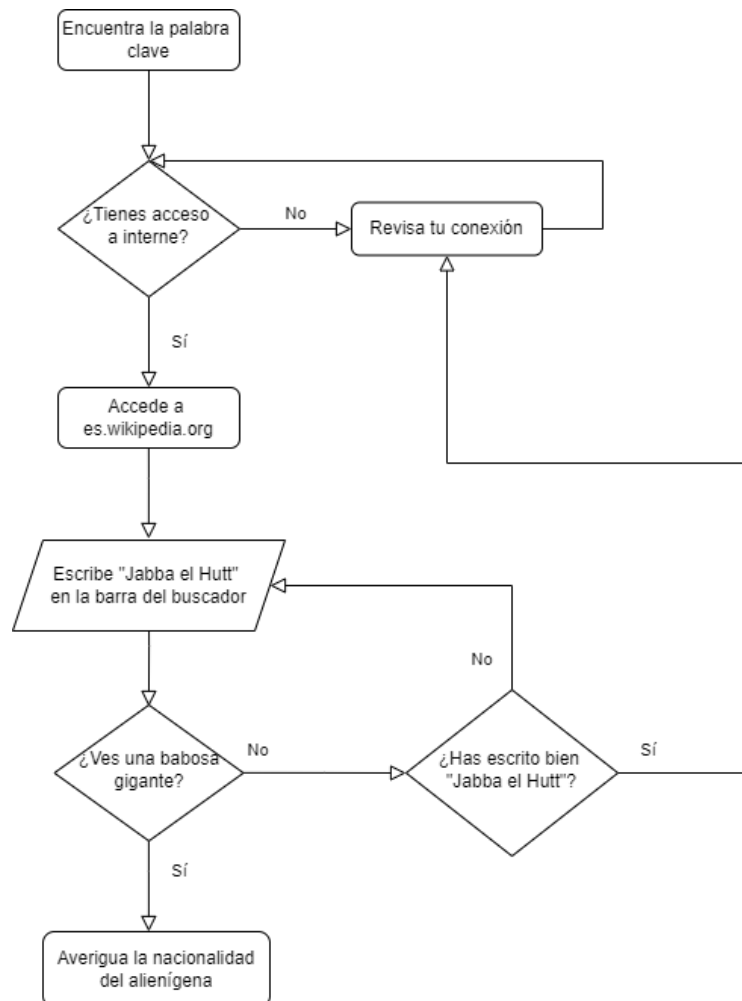 Encuentra la palabra
clave
¿Tienes acceso
a interne?
No
Revisa tu conexión
Sí
Accede a
es.wikipedia.org
Escribe "Jabba el Hutt"
en la barra del buscador
No
¿Ves una babosa
gigante?
No
¿Has escrito bien
"Jabba el Hutt"?
Sí
Sí
Averigua la nacionalidad
del alienígena